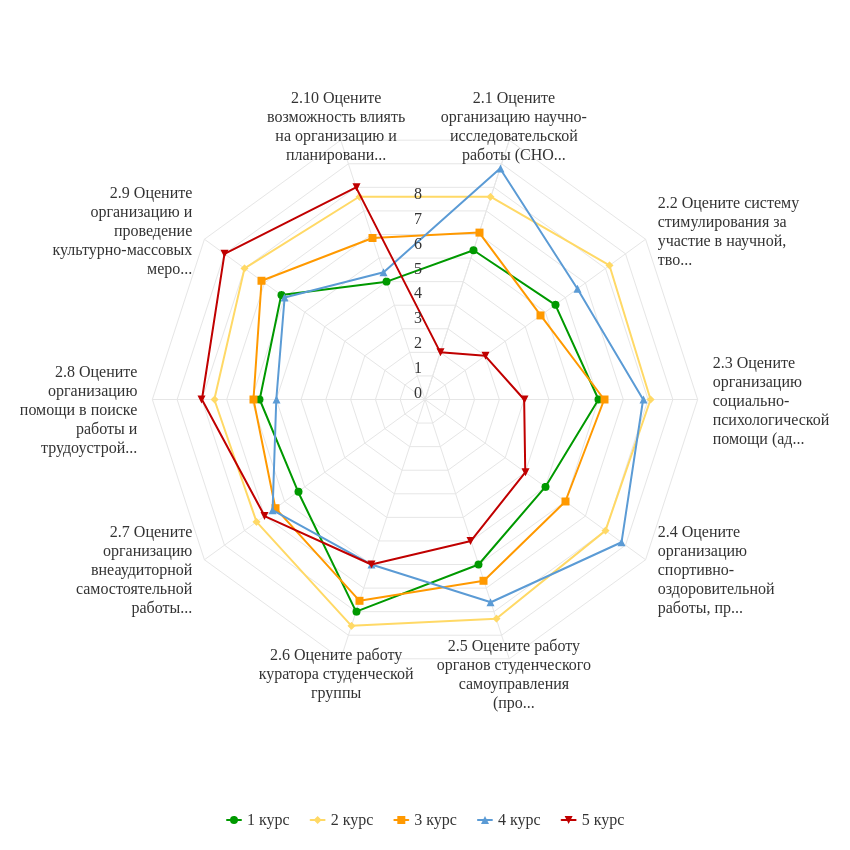 2.10 Оцените
возможность влиять
на организацию и
планировани...
2.1 Оцените
организацию научно-
исследовательской
работы (СНО...
2.2 Оцените систему
стимулирования за
участие в научной,
тво...
2.3 Оцените
организацию
социально-
психологической
помощи (ад...
2.4 Оцените
организацию
спортивно-
оздоровительной
работы, пр...
2.5 Оцените работу
органов студенческого
самоуправления
(про...
2.6 Оцените работу
куратора студенческой
группы
2.7 Оцените
организацию
внеаудиторной
самостоятельной
работы...
2.8 Оцените
организацию
помощи в поиске
работы и
трудоустрой...
2.9 Оцените
организацию и
проведение
культурно-массовых
меро...
8
7
6
5
4
3
2
1
0
1 курс
2 курс
3 курс
4 курс
5 курс